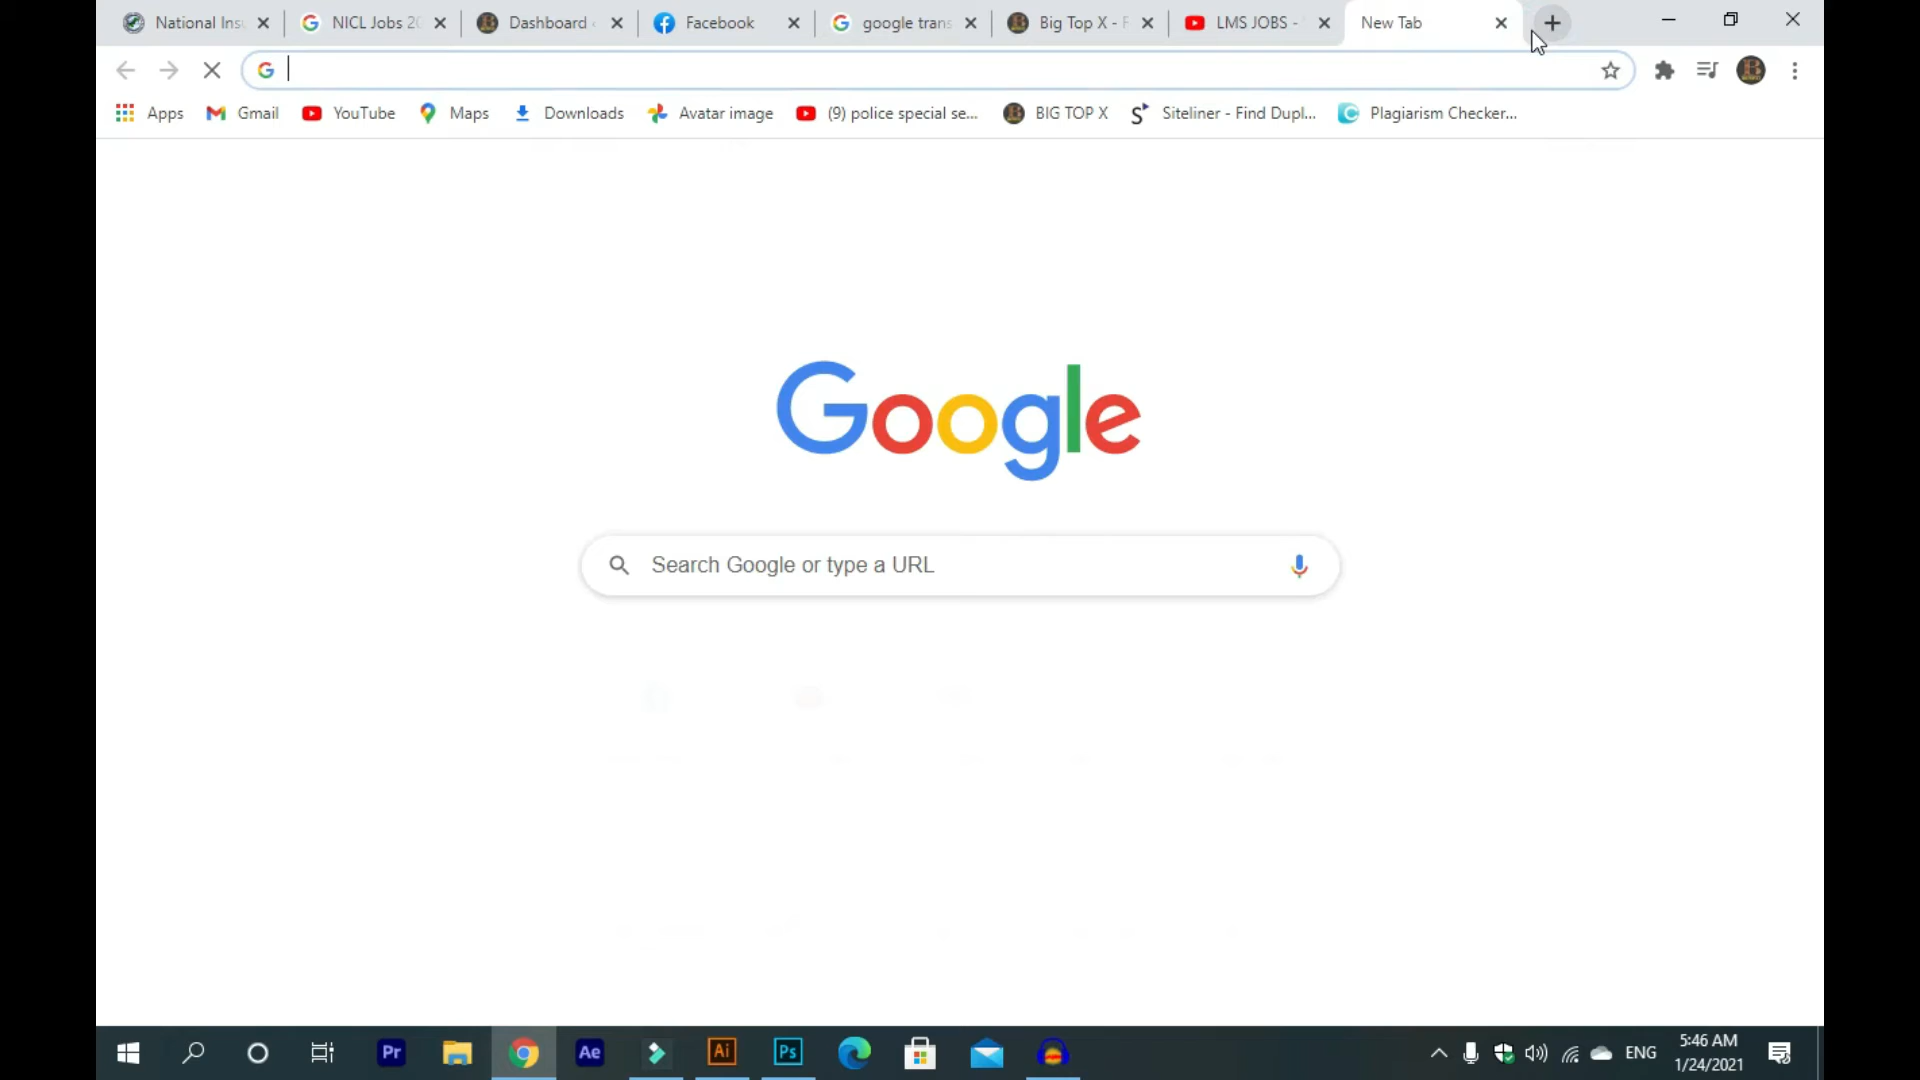 National Ins
NICL Jobs 20
Dashboard
Facebook
google trans
Big Top X - F
LMS JOBS -
New Tab
Apps
Gmail
YouTube
Maps
Downloads
Avatar image
(9) police special se...
BIG TOP X
Siteliner - Find Dupl...
Plagiarism Checker...
Google
Search Google or type a URL
Pr
Ae
Ai
Ps
ENG
5:46 AM
1/24/2021